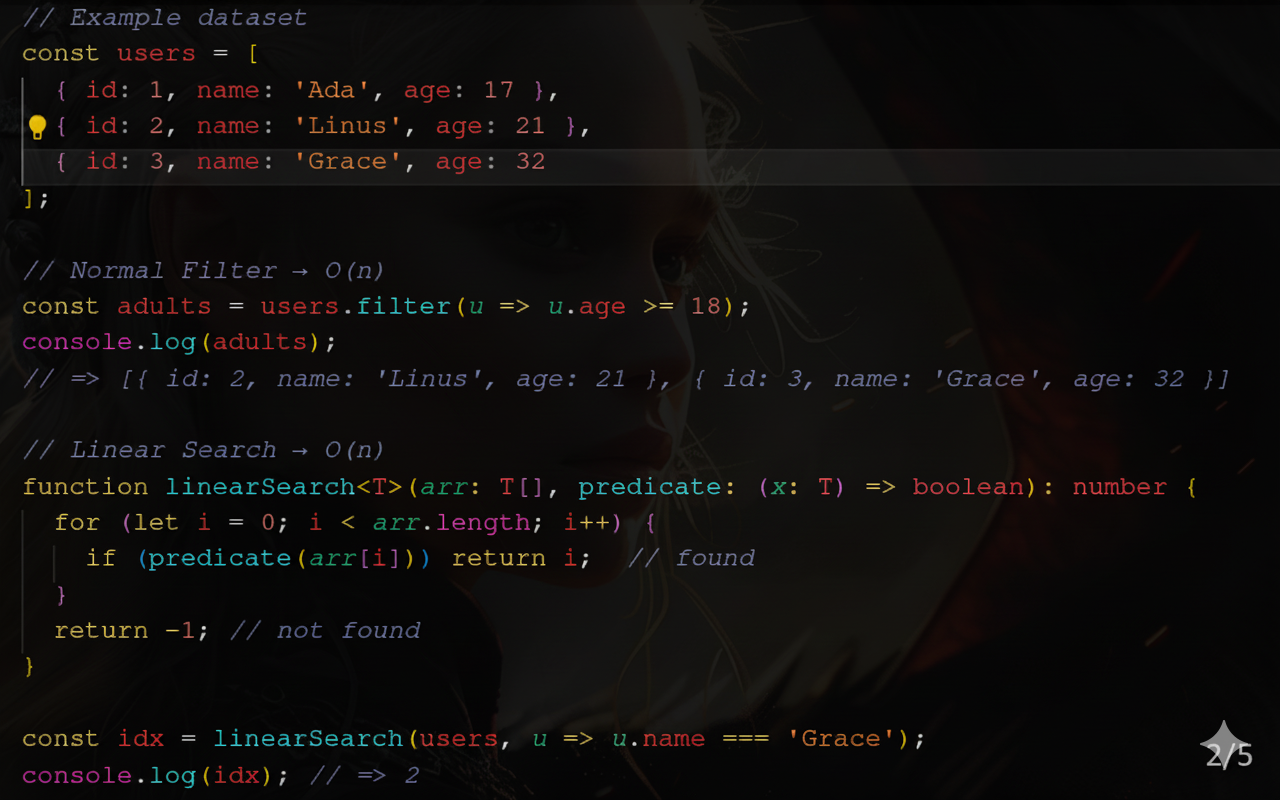 // Example dataset
const users = [
  { id: 1, name: 'Ada', age: 17 },
  { id: 2, name: 'Linus', age: 21 },
  { id: 3, name: 'Grace', age: 32
];

// Normal Filter → O(n)
const adults = users.filter(u => u.age >= 18);
console.log(adults);
// => [{ id: 2, name: 'Linus', age: 21 }, { id: 3, name: 'Grace', age: 32 }]

// Linear Search → O(n)
function linearSearch<T>(arr: T[], predicate: (x: T) => boolean): number {
  for (let i = 0; i < arr.length; i++) {
    if (predicate(arr[i])) return i;  // found
  }
  return -1; // not found
}

const idx = linearSearch(users, u => u.name === 'Grace');
console.log(idx); // => 2
2/5